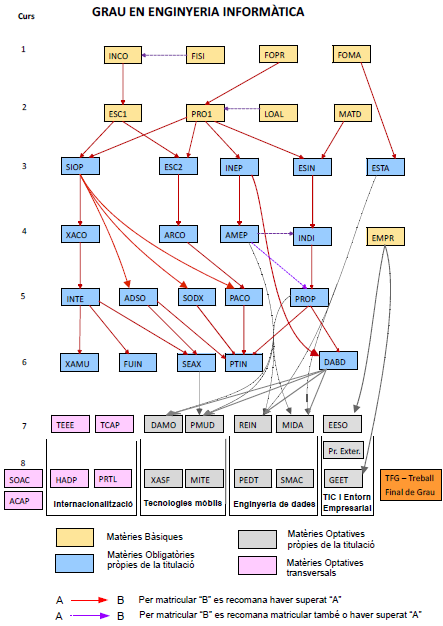 GRAU EN ENGINYERIA INFORMÀTICA
Curs
1
INCO
FISI
FOPR
FOMA
2
ESC1
PRO1
LOAL
MATD
3
SIOP
ESC2
INEP
ESIN
ESTA
4
XACO
ARCO
AMEP
INDI
EMPR
5
INTE
ADSO
SODX
PACO
PROP
6
XAMU
FUIN
SEAX
PTIN
DABD
7
TEEE
TCAP
DAMO
PMUD
REIN
MIDA
EESO
Pr. Exter.
8
SOAC
HADP
PRTL
XASF
MITE
PEDT
SMAC
GEET
TFG – Treball
Final de Grau
ACAP
Internacionalització
Tecnologies mòbils
Enginyeria de dades
TIC i Entorn
Empresarial
Matèries Bàsiques
Matèries Obligatòries
pròpies de la titulació
Matèries Optatives
pròpies de la titulació
Matèries Optatives
transversals
A B Per matricular “B” es recomana haver superat “A”
A B Per matricular “B” es recomana matricular també o haver superat “A”